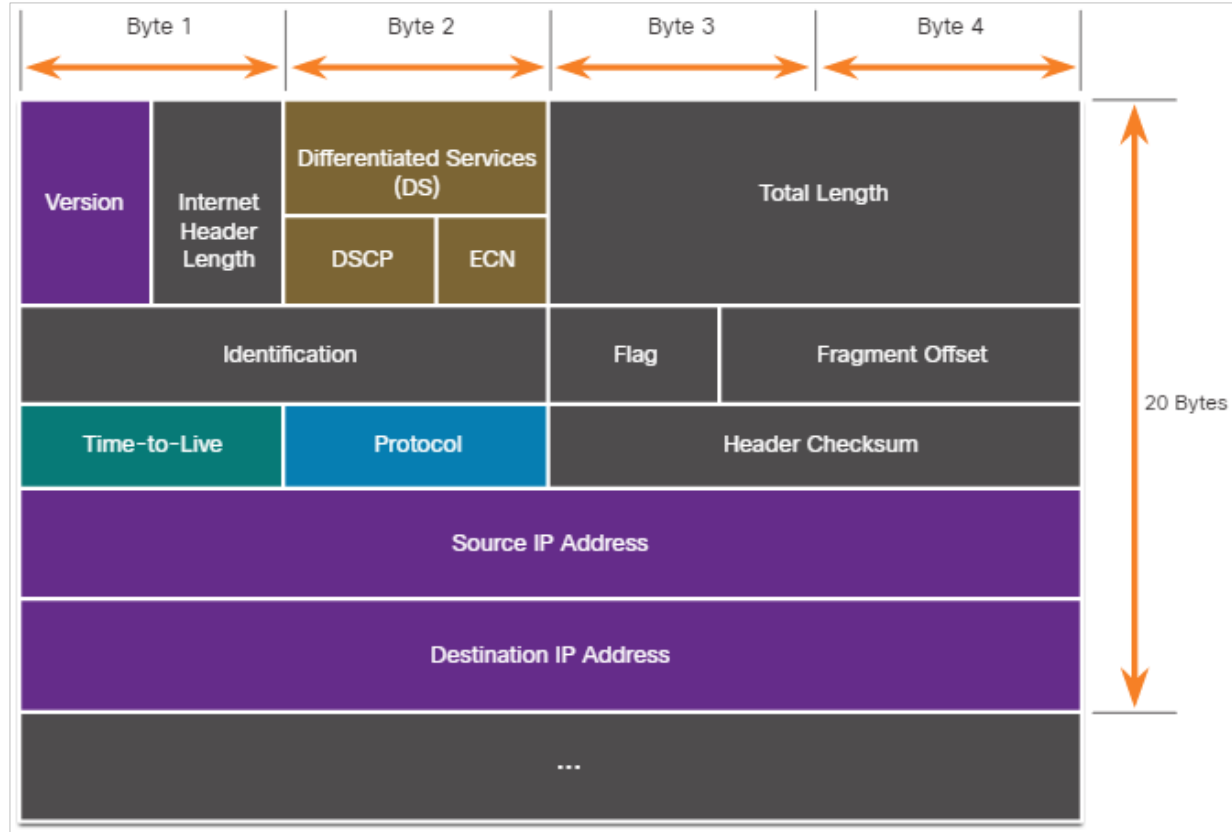 Byte 1
Byte 2
Byte 3
Byte 4
Version
Internet
Header
Length
Differentiated Services
(DS)
DSCP
ECN
Total Length
Identification
Flag
Fragment Offset
Time-to-Live
Protocol
Header Checksum
Source IP Address
Destination IP Address
...
20 Bytes